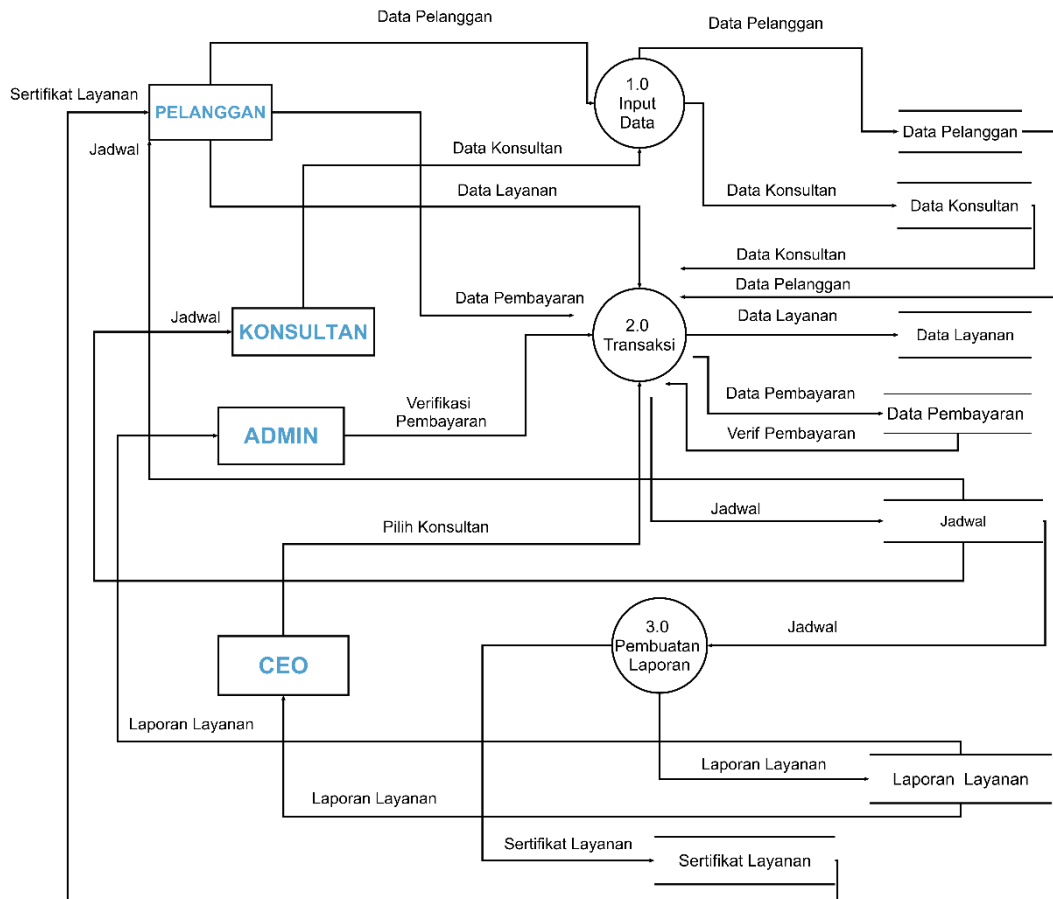 Data Pelanggan
Data Pelanggan
Sertifikat Layanan
PELANGGAN
1.0
Input
Data
Data Pelanggan
Jadwal
Data Konsultan
Data Layanan
Data Konsultan
Data Konsultan
Data Konsultan
Data Pelanggan
Data Pembayaran
Jadwal
KONSULTAN
2.0
Transaksi
Data Layanan
Data Layanan
Data Pembayaran
Data Pembayaran
Verifikasi
Pembayaran
ADMIN
Verif Pembayaran
Jadwal
Jadwal
Pilih Konsultan
3.0
Pembuatan
Laporan
Jadwal
CEO
Laporan Layanan
Laporan Layanan
Laporan Layanan
Laporan Layanan
Sertifikat Layanan
Sertifikat Layanan